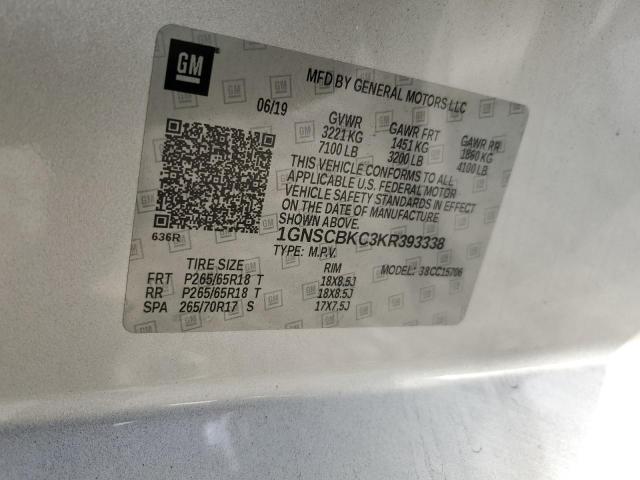 GM
MFD BY GENERAL MOTORS LLC
06/19
GVWR GAWR FRT GAWR RR
3221 KG 1451 KG 1860 KG
7100 LB 3200 LB 4100 LB
THIS VEHICLE CONFORMS TO ALL
APPLICABLE U.S. FEDERAL MOTOR
VEHICLE SAFETY STANDARDS IN EFFECT
ON THE DATE OF MANUFACTURE
SHOWN ABOVE.
636R
1GNSCBKC3KR393338
TYPE: M.P.V. MODEL: 38CC15706
TIRE SIZE RIM
FRT P265/65R18 T 18X8.5J
RR P265/65R18 T 18X8.5J
SPA 265/70R17 S 17X7.5J